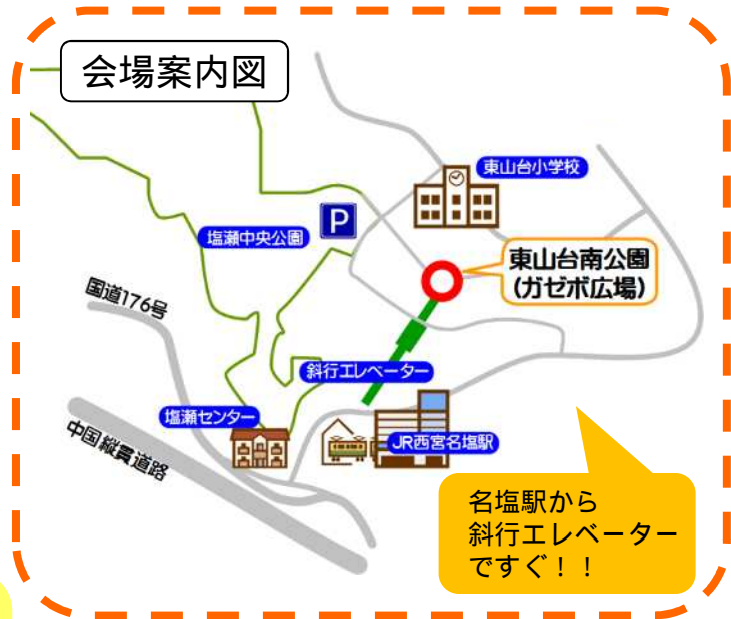 会場案内図
東山台小学校
P
塩瀬中央公園
東山台南公園
(ガゼボ広場)
国道176号
斜行エレベーター
塩瀬センター
中国縦貫道路
JR西宮名塩駅
名塩駅から
斜行エレベーター
ですぐ！！